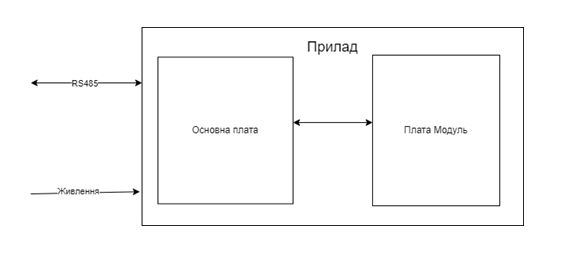 Прилад
RS485
Основна плата
Плата Модуль
Живлення